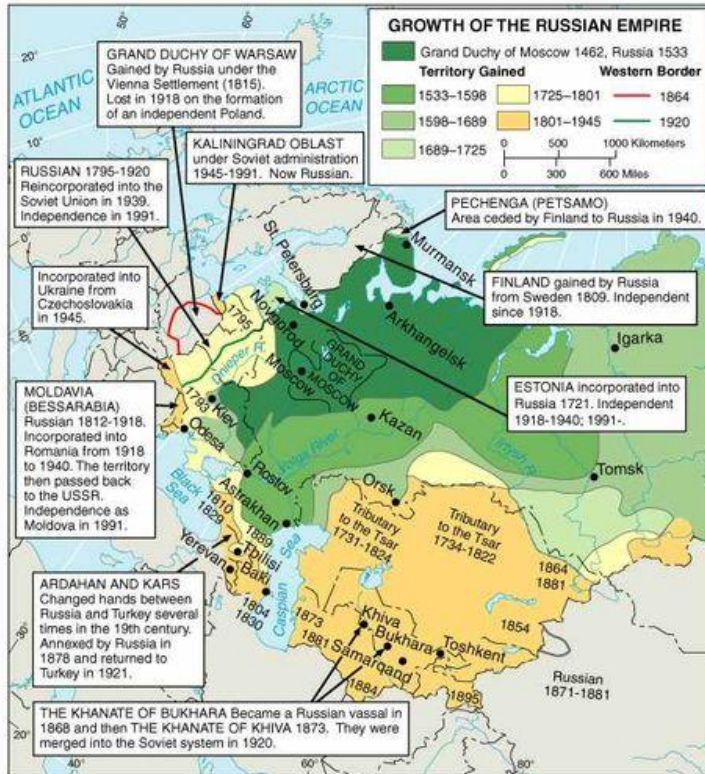 GROWTH OF THE RUSSIAN EMPIRE
Grand Duchy of Moscow 1462, Russia 1533
Territory Gained
Western Border
1533–1598
1725–1801
1864
1598–1689
1801–1945
1920
1689–1725
0 500 1000 Kilometers
0 300 600 Miles
GRAND DUCHY OF WARSAW
Gained by Russia under the
Vienna Settlement (1815).
Lost in 1918 on the formation
of an independent Poland.
20°
20°
10°
ATLANTIC
OCEAN
ARCTIC
OCEAN
KALININGRAD OBLAST
under Soviet administration
1945-1991. Now Russian.
RUSSIAN 1795-1920
Reincorporated into the
Soviet Union in 1939.
Independence in 1991.
PECHENGA (PETSAMO)
Area ceded by Finland to Russia in 1940.
Murmansk
St Petersburg
FINLAND gained by Russia
from Sweden 1809. Independent
since 1918.
Incorporated into
Ukraine from
Czechoslovakia
in 1945.
1795
Novgorod
Arkhangelsk
Igarka
GRAND
DUCHY
OF
MOSCOW
Moscow
Dnieper R.
1793
Kiev
ESTONIA incorporated into
Russia 1721. Independent
1918-1940; 1991-.
MOLDAVIA
(BESSARABIA)
Russian 1812-1918.
Incorporated into
Romania from 1918
to 1940. The territory
then passed back
to the USSR.
Independence as
Moldova in 1991.
Odesa
Kazan
Volga River
Irtysh R.
Tomsk
Rostov
Orsk
Black
Sea
Astrakhan
1810
1829
1889
Tributary
to the Tsar
1731-1824
Tributary
to the Tsar
1734-1822
Tbilisi
Yerevan
Baki
Caspian Sea
1864
1881
ARDAHAN AND KARS
Changed hands between
Russia and Turkey several
times in the 19th century.
Annexed by Russia in
1878 and returned to
Turkey in 1921.
1804
1830
1873
1881
Khiva
Bukhara
Samarqand
Toshkent
1854
1884
1895
Russian
1871-1881
30°
20°
40°
60°
80°
THE KHANATE OF BUKHARA Became a Russian vassal in
1868 and then THE KHANATE OF KHIVA 1873. They were
merged into the Soviet system in 1920.